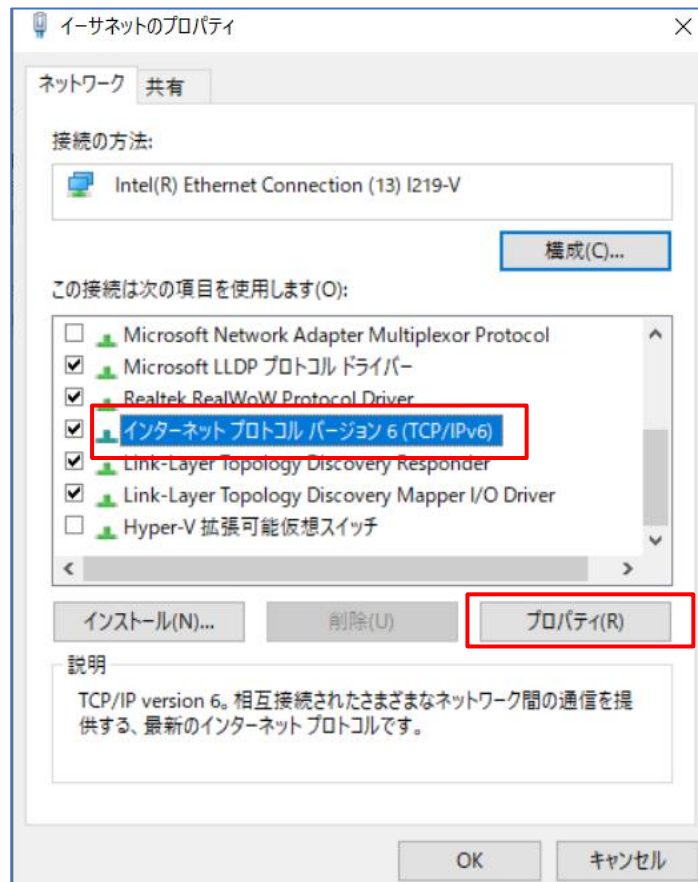 イーサネットのプロパティ
ネットワーク 共有
接続の方法:
Intel(R) Ethernet Connection (13) I219-V
構成(C)...
この接続は次の項目を使用します(O):
Microsoft Network Adapter Multiplexor Protocol
Microsoft LLDP プロトコル ドライバー
Realtek RealWoW Protocol Driver
インターネット プロトコル バージョン 6 (TCP/IPv6)
Link-Layer Topology Discovery Responder
Link-Layer Topology Discovery Mapper I/O Driver
Hyper-V 拡張可能仮想スイッチ
インストール(N)... 削除(U) プロパティ(R)
説明
TCP/IP version 6。相互接続されたさまざまなネットワーク間の通信を提
供する、最新のインターネット プロトコルです。
OK キャンセル